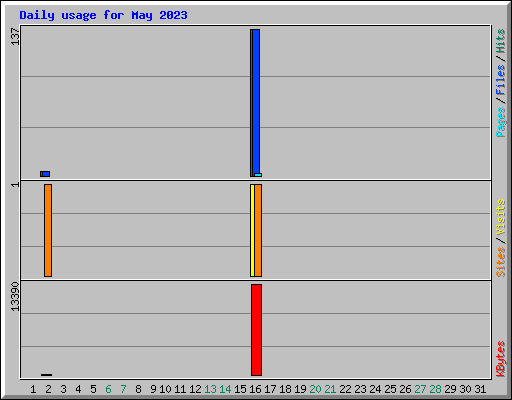 Daily usage for May 2023
137
1
13390
Pages / Files / Hits
Sites / Visits
KBytes
1 2 3 4 5 6 7 8 9 10 11 12 13 14 15 16 17 18 19 20 21 22 23 24 25 26 27 28 29 30 31